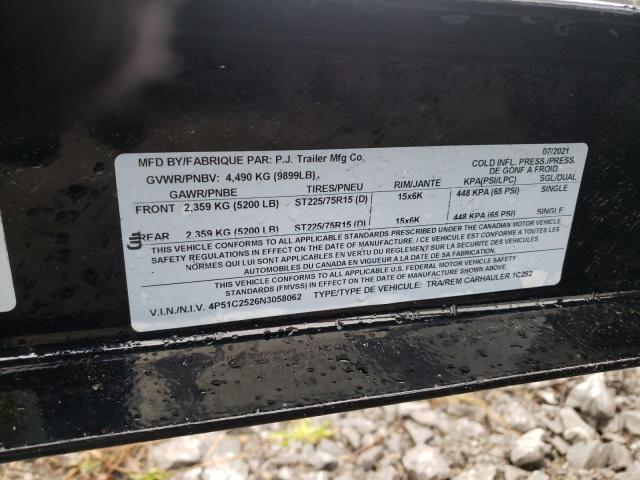 07/2021
MFD BY/FABRIQUE PAR: P.J. Trailer Mfg Co.
COLD INFL. PRESS./PRESS. DE GONF A FROID
GVWR/PNBV: 4,490 KG (9899LB)
GAWR/PNBE TIRES/PNEU RIM/JANTE KPA(PSI/LPC) SGL/DUAL
FRONT 2,359 KG (5200 LB) ST225/75R15 (D) 15x6K 448 KPA (65 PSI) SINGLE
REAR 2,359 KG (5200 LB) ST225/75R15 (D) 15x6K 448 KPA (65 PSI) SINGLE
THIS VEHICLE CONFORMS TO ALL APPLICABLE STANDARDS PRESCRIBED UNDER THE CANADIAN MOTOR VEHICLE
SAFETY REGULATIONS IN EFFECT ON THE DATE OF MANUFACTURE. / CE VEHICULE EST CONFORME A TOUTES LES
NORMES QUI LUI SONT APPLICABLES EN VERTU DU REGLEMENT SUR LA SECURITE DES VEHICULES
AUTOMOBILES DU CANADA EN VIGUEUR A LA DATE DE SA FABRICATION.
THIS VEHICLE CONFORMS TO ALL APPLICABLE U.S. FEDERAL MOTOR VEHICLE SAFETY
STANDARDS (FMVSS) IN EFFECT ON THE DATE OF MANUFACTURE SHOWN ABOVE.
V.I.N./N.I.V. 4P51C2526N3058062 TYPE/TYPE DE VEHICULE: TRA/REM CARHAULER 1C252